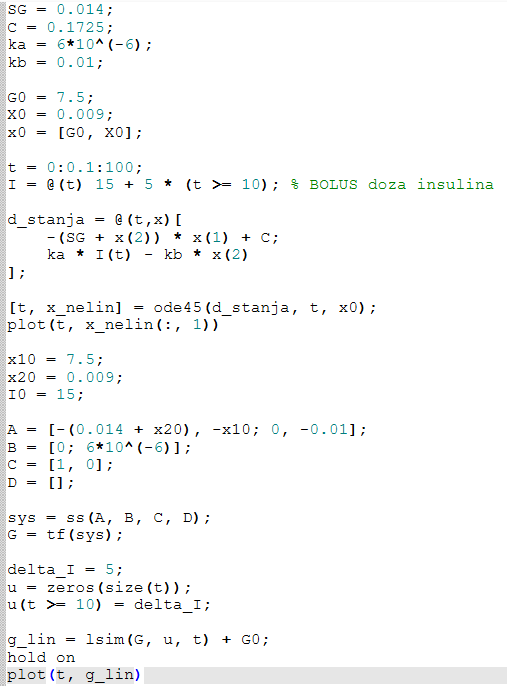 SG = 0.014;
C = 0.1725;
ka = 6*10^(-6);
kb = 0.01;
G0 = 7.5;
X0 = 0.009;
x0 = [G0, X0];
t = 0:0.1:100;
I = @(t) 15 + 5 * (t >= 10); % BOLUS doza insulina
d_stanja = @(t,x)[
-(SG + x(2)) * x(1) + C;
ka * I(t) - kb * x(2)
];
[t, x_nelin] = ode45(d_stanja, t, x0);
plot(t, x_nelin(:, 1))
x10 = 7.5;
x20 = 0.009;
I0 = 15;
A = [-(0.014 + x20), -x10; 0, -0.01];
B = [0; 6*10^(-6)];
C = [1, 0];
D = [];
sys = ss(A, B, C, D);
G = tf(sys);
delta_I = 5;
u = zeros(size(t));
u(t >= 10) = delta_I;
g_lin = lsim(G, u, t) + G0;
hold on
plot(t, g_lin)